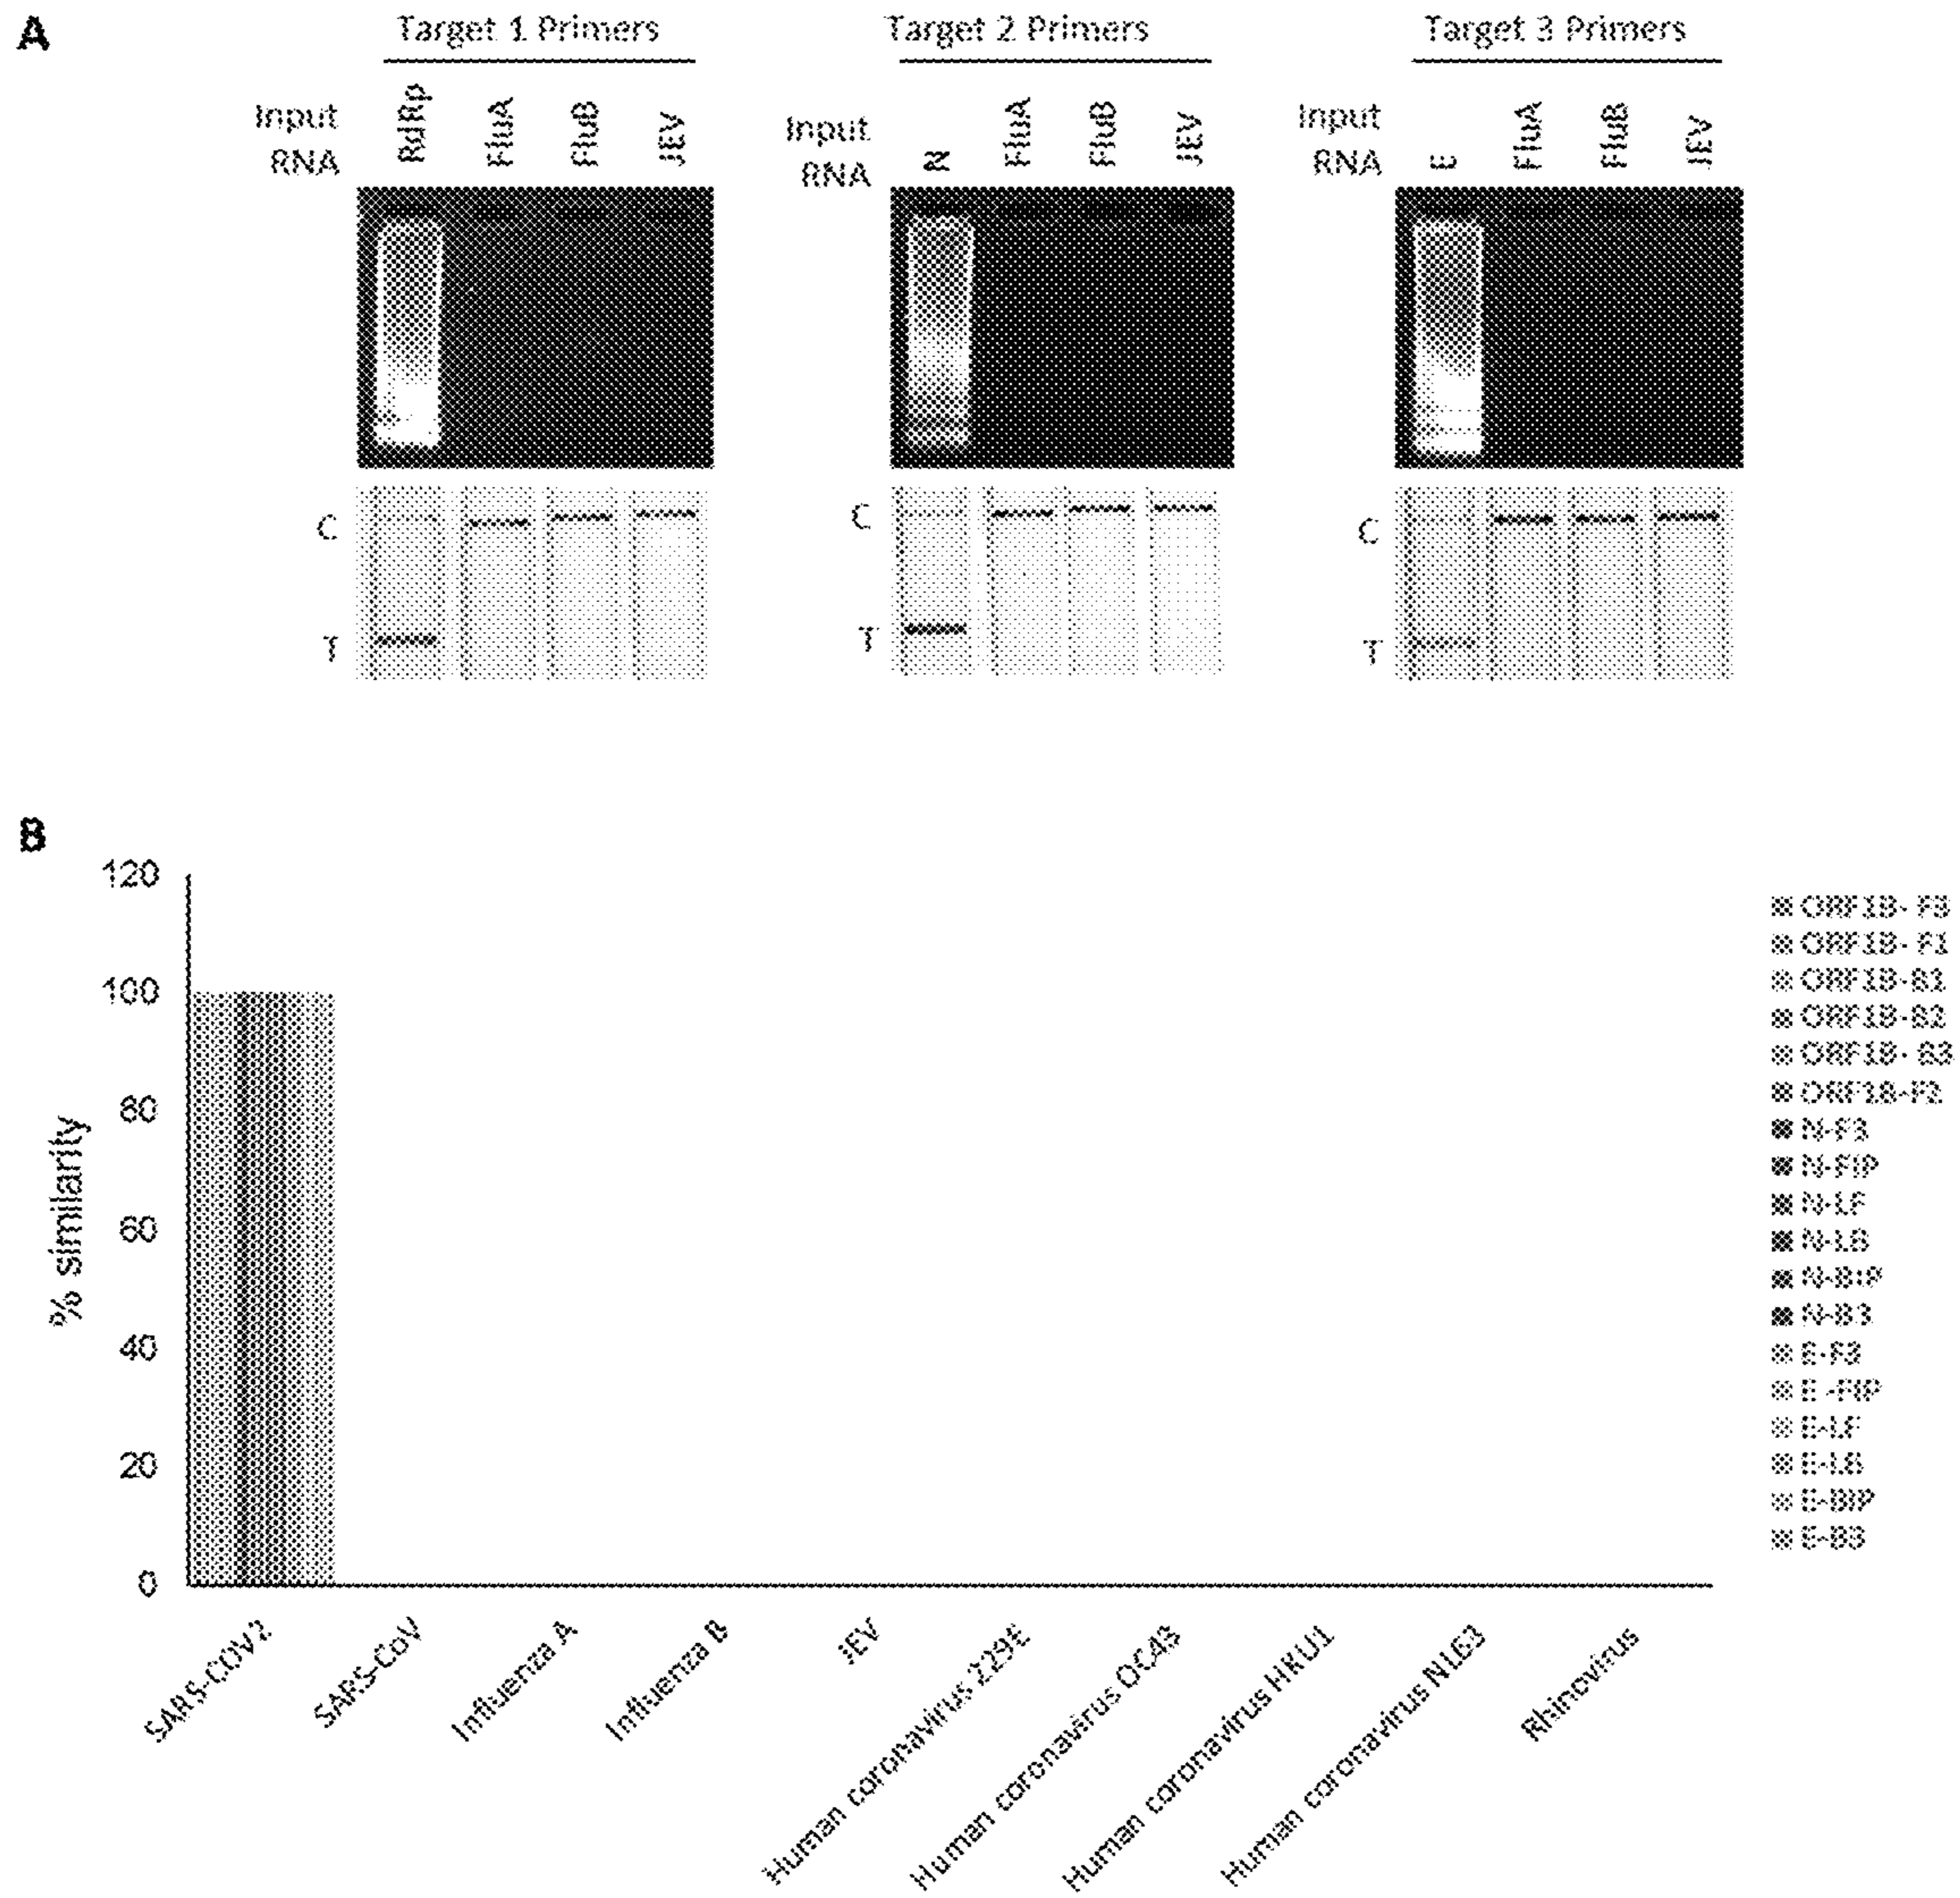 A
Target 1 Primers
Target 2 Primers
Target 3 Primers
Input RNA
RdRp
FluA
FluB
JEV
Input RNA
N
FluA
FluB
JEV
Input RNA
E
FluA
FluB
JEV
C
T
C
T
C
T
B
120
100
80
60
40
20
0
% similarity
SARS-COV2
SARS-CoV
Influenza A
Influenza B
JEV
Human coronavirus 229E
Human coronavirus OC43
Human coronavirus HKU1
Human coronavirus NL63
Rhinovirus
ORF1B- F3
ORF1B- F1
ORF1B-B1
ORF1B-B2
ORF1B- B3
ORF1B-F2
N-F3
N-FIP
N-LF
N-LB
N-BIP
N-B3
E-F3
E -FIP
E-LF
E-LB
E-BIP
E-B3